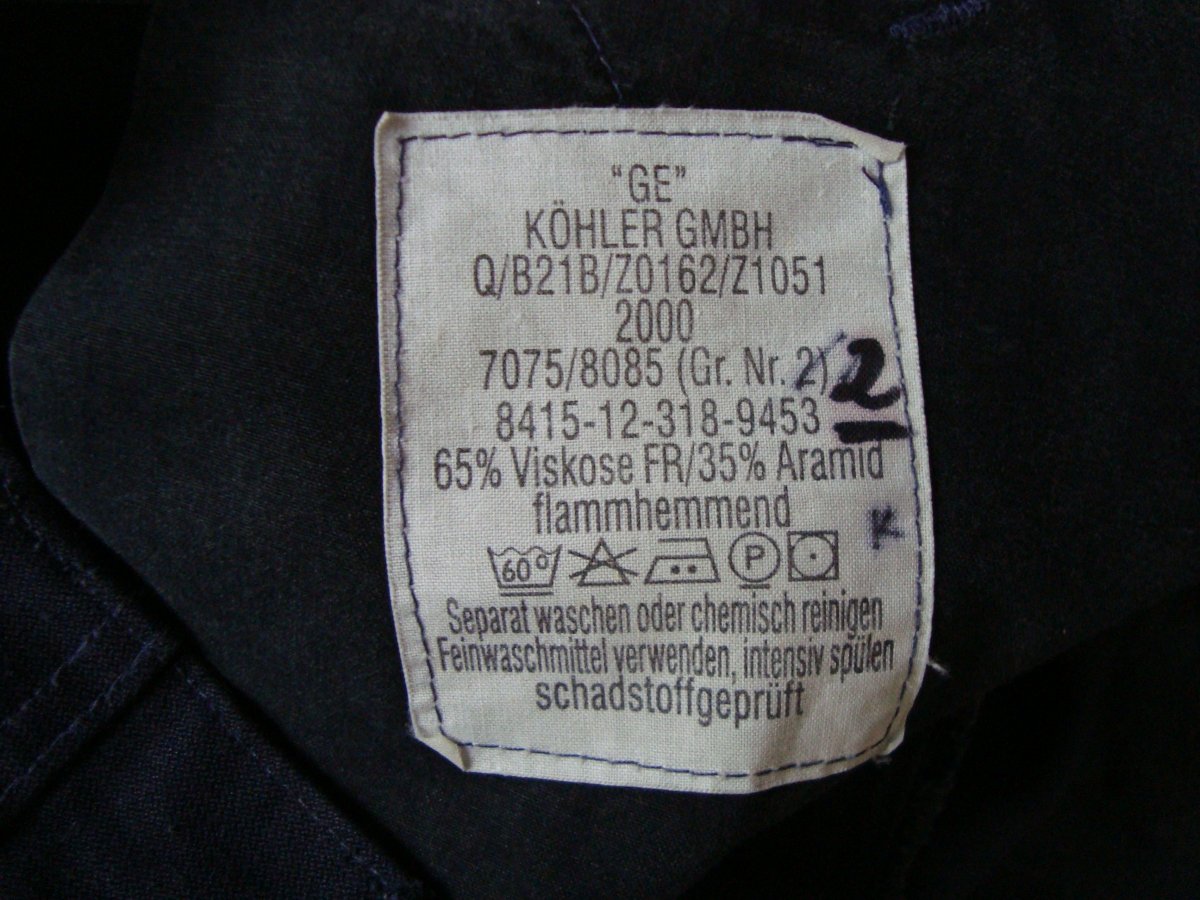 “GE”
KÖHLER GMBH
Q/B21B/Z0162/Z1051
2000
7075/8085 (Gr. Nr. 2) 2
8415-12-318-9453
65% Viskose FR/35% Aramid
flammhemmend
K
60° P
Separat waschen oder chemisch reinigen
Feinwaschmittel verwenden, intensiv spülen
schadstoffgeprüft